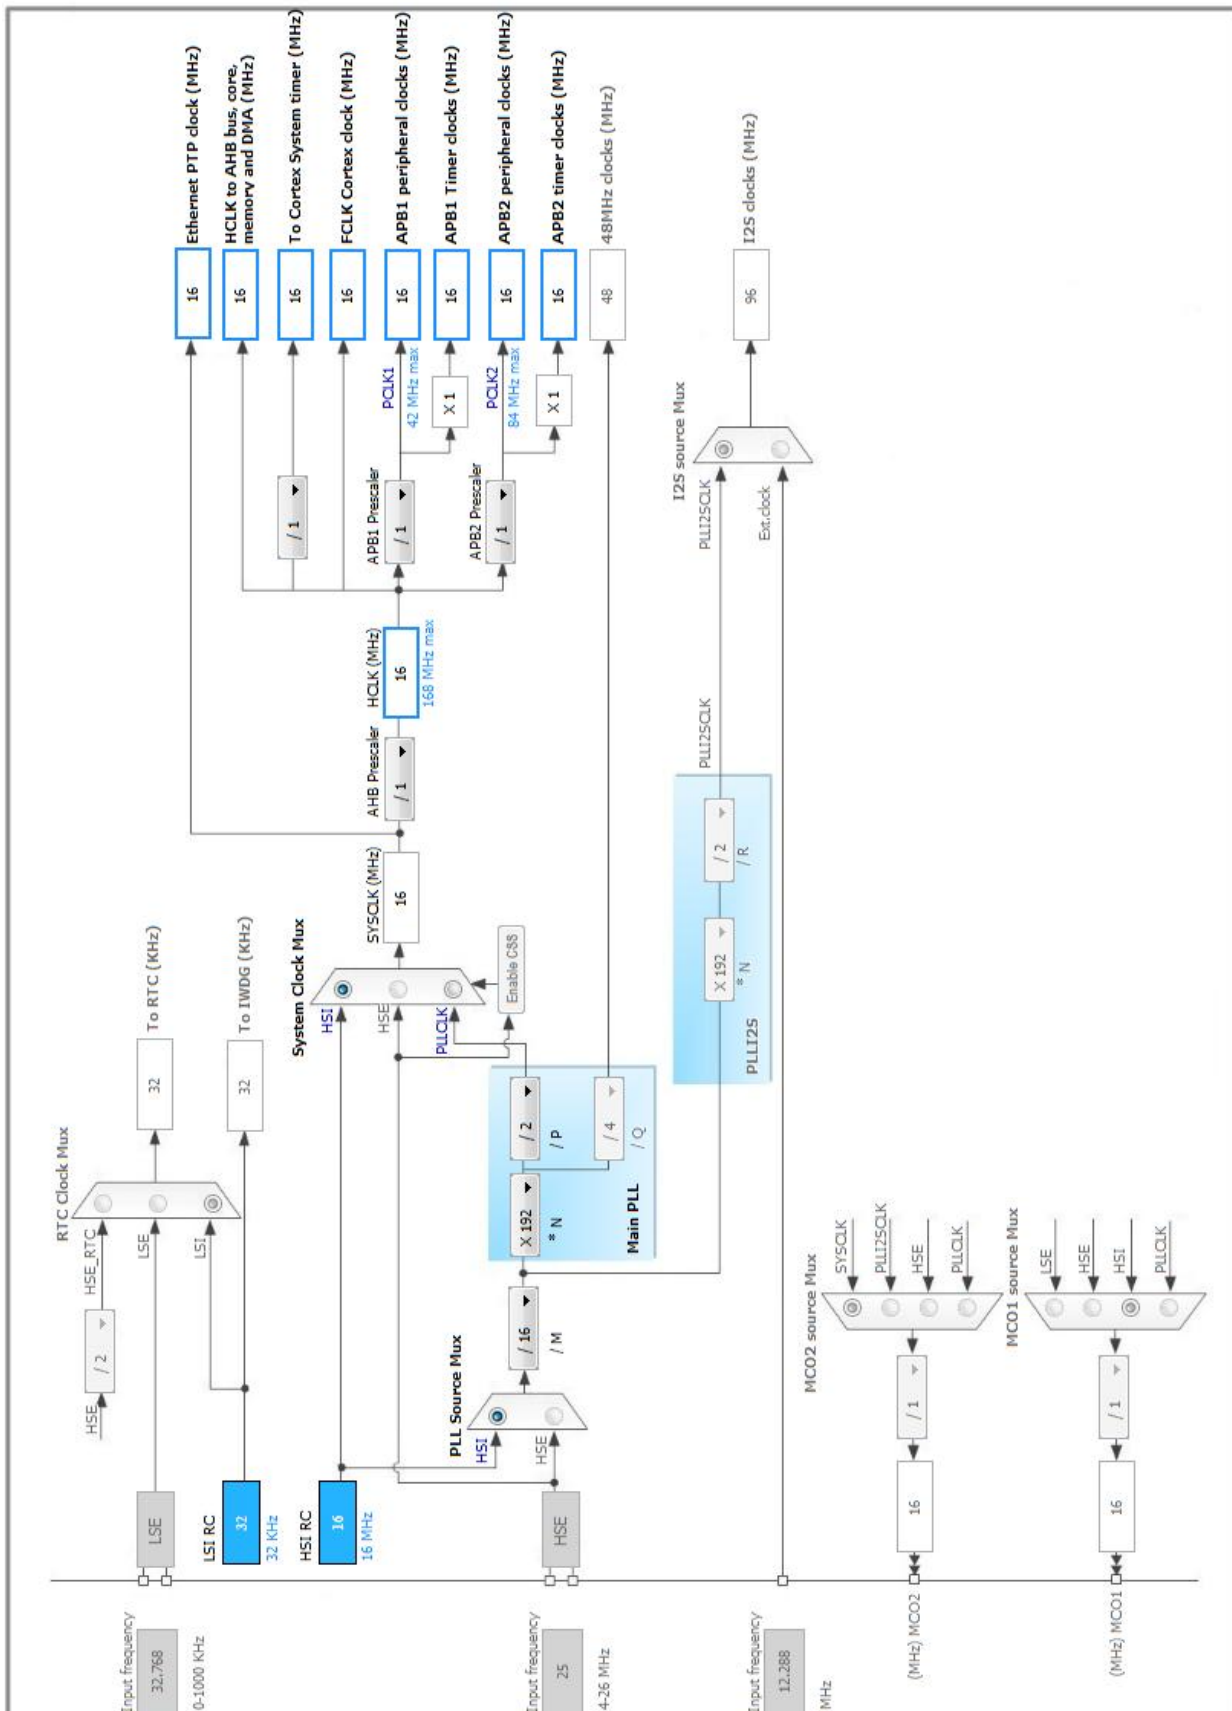 Input frequency
32.768
0-1000 KHz
LSE
HSE
/ 2
HSE_RTC
LSE
LSI
RTC Clock Mux
32
To RTC (KHz)
LSI RC
32
32 KHz
32
To IWDG (KHz)
HSI RC
16
16 MHz
Input frequency
25
4-26 MHz
HSE
PLL Source Mux
HSI
HSE
/ 16
/ M
X 192
* N
/ 2
/ P
/ 4
/ Q
Main PLL
System Clock Mux
HSI
HSE
PLLCLK
Enable CSS
SYSCLK (MHz)
16
AHB Prescaler
/ 1
HCLK (MHz)
16
168 MHz max
/ 1
APB1 Prescaler
/ 1
PCLK1
42 MHz max
X 1
APB2 Prescaler
/ 1
PCLK2
84 MHz max
X 1
16
Ethernet PTP clock (MHz)
16
HCLK to AHB bus, core,
memory and DMA (MHz)
16
To Cortex System timer (MHz)
16
FCLK Cortex clock (MHz)
16
APB1 peripheral clocks (MHz)
16
APB1 Timer clocks (MHz)
16
APB2 peripheral clocks (MHz)
16
APB2 timer clocks (MHz)
48
48MHz clocks (MHz)
PLLI2S
X 192
* N
/ 2
/ R
PLLI2SCLK
PLLI2SCLK
I2S source Mux
Ext.clock
96
I2S clocks (MHz)
Input frequency
12.288
MHz
(MHz) MCO2
16
/ 1
MCO2 source Mux
SYSCLK
PLLI2SCLK
HSE
PLLCLK
(MHz) MCO1
16
/ 1
MCO1 source Mux
LSE
HSE
HSI
PLLCLK